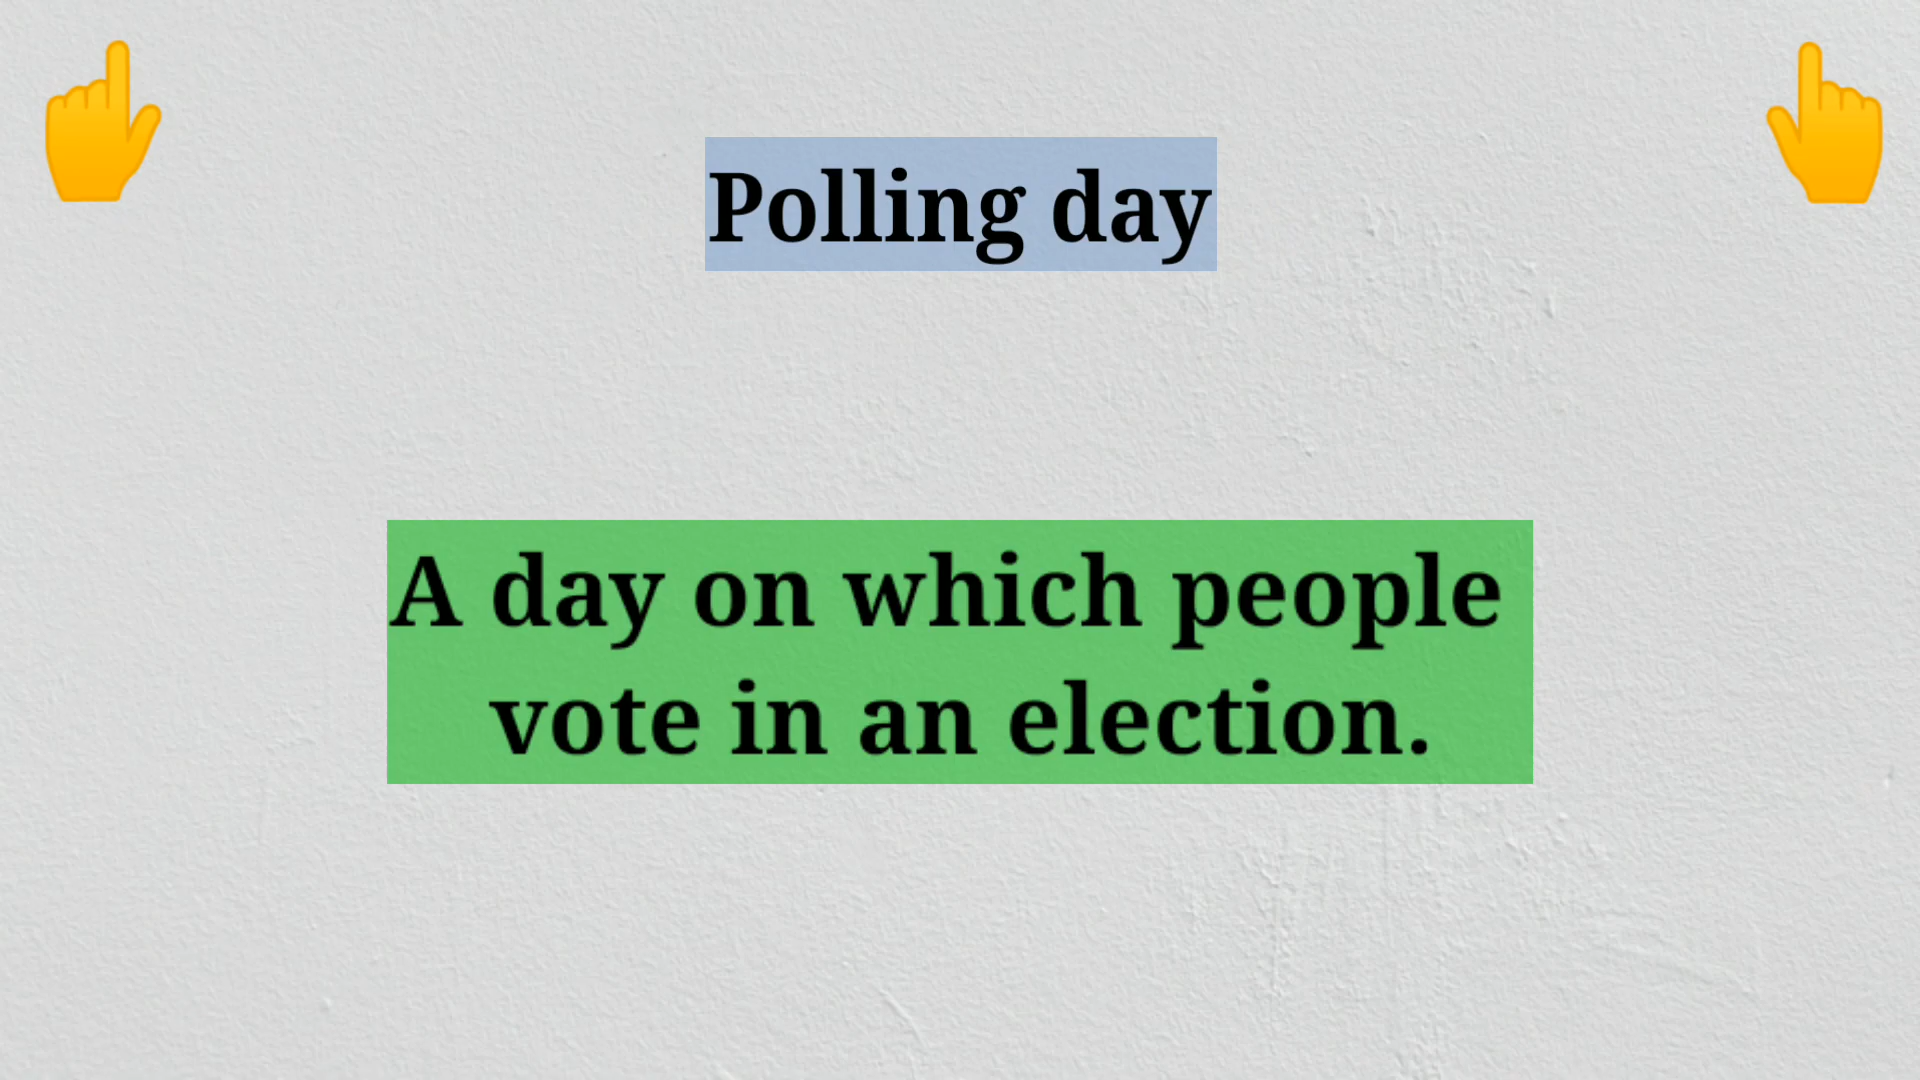 Polling day
A day on which people
vote in an election.